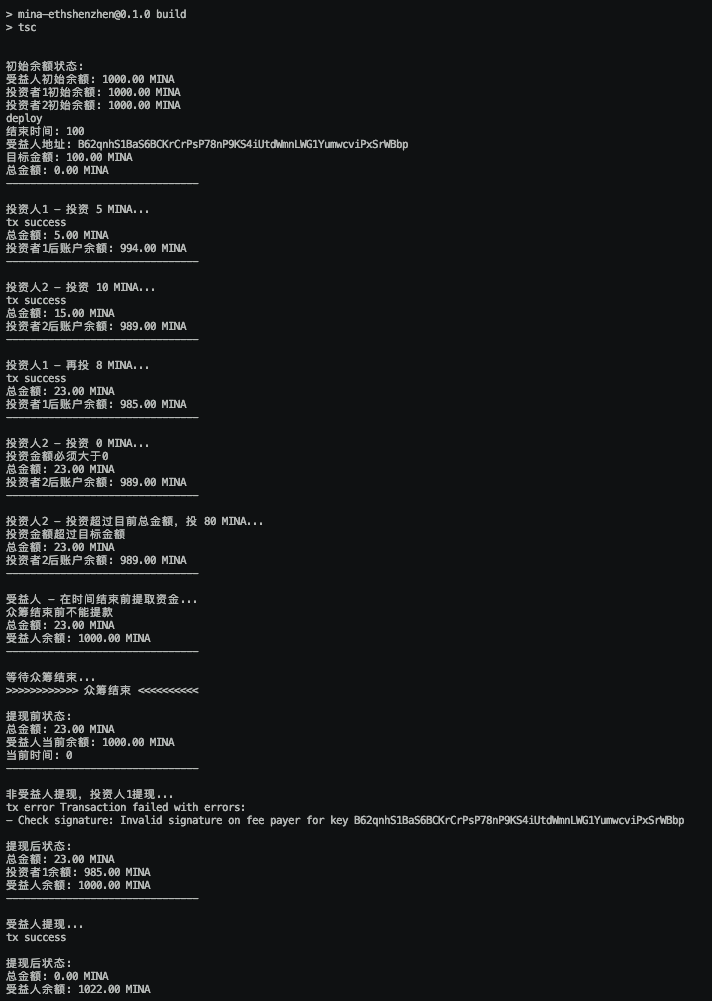 > mina-ethshenzhen@0.1.0 build
> tsc
初始余额状态:
受益人初始余额: 1000.00 MINA
投资者1初始余额: 1000.00 MINA
投资者2初始余额: 1000.00 MINA
deploy
结束时间: 100
受益人地址: B62qnhS1BaS6BCKrCrPsP78nP9KS4iUtdWmnLWG1YumwcviPxSrWBbp
目标金额: 100.00 MINA
总金额: 0.00 MINA
————————————————————————————————
投资人1 – 投资 5 MINA...
tx success
总金额: 5.00 MINA
投资者1后账户余额: 994.00 MINA
————————————————————————————————
投资人2 – 投资 10 MINA...
tx success
总金额: 15.00 MINA
投资者2后账户余额: 989.00 MINA
————————————————————————————————
投资人1 – 再投 8 MINA...
tx success
总金额: 23.00 MINA
投资者1后账户余额: 985.00 MINA
————————————————————————————————
投资人2 – 投资 0 MINA...
投资金额必须大于0
总金额: 23.00 MINA
投资者2后账户余额: 989.00 MINA
————————————————————————————————
投资人2 – 投资超过目前总金额, 投 80 MINA...
投资金额超过目标金额
总金额: 23.00 MINA
投资者2后账户余额: 989.00 MINA
————————————————————————————————
受益人 – 在时间结束前提取资金...
众筹结束前不能提款
总金额: 23.00 MINA
受益人余额: 1000.00 MINA
————————————————————————————————
等待众筹结束...
>>>>>>>>>>>> 众筹结束 <<<<<<<<<<
提现前状态:
总金额: 23.00 MINA
受益人当前余额: 1000.00 MINA
当前时间: 0
————————————————————————————————
非受益人提现, 投资人1提现...
tx error Transaction failed with errors:
– Check signature: Invalid signature on fee payer for key B62qnhS1BaS6BCKrCrPsP78nP9KS4iUtdWmnLWG1YumwcviPxSrWBbp
提现后状态:
总金额: 23.00 MINA
投资者1余额: 985.00 MINA
受益人余额: 1000.00 MINA
————————————————————————————————
受益人提现...
tx success
提现后状态:
总金额: 0.00 MINA
受益人余额: 1022.00 MINA